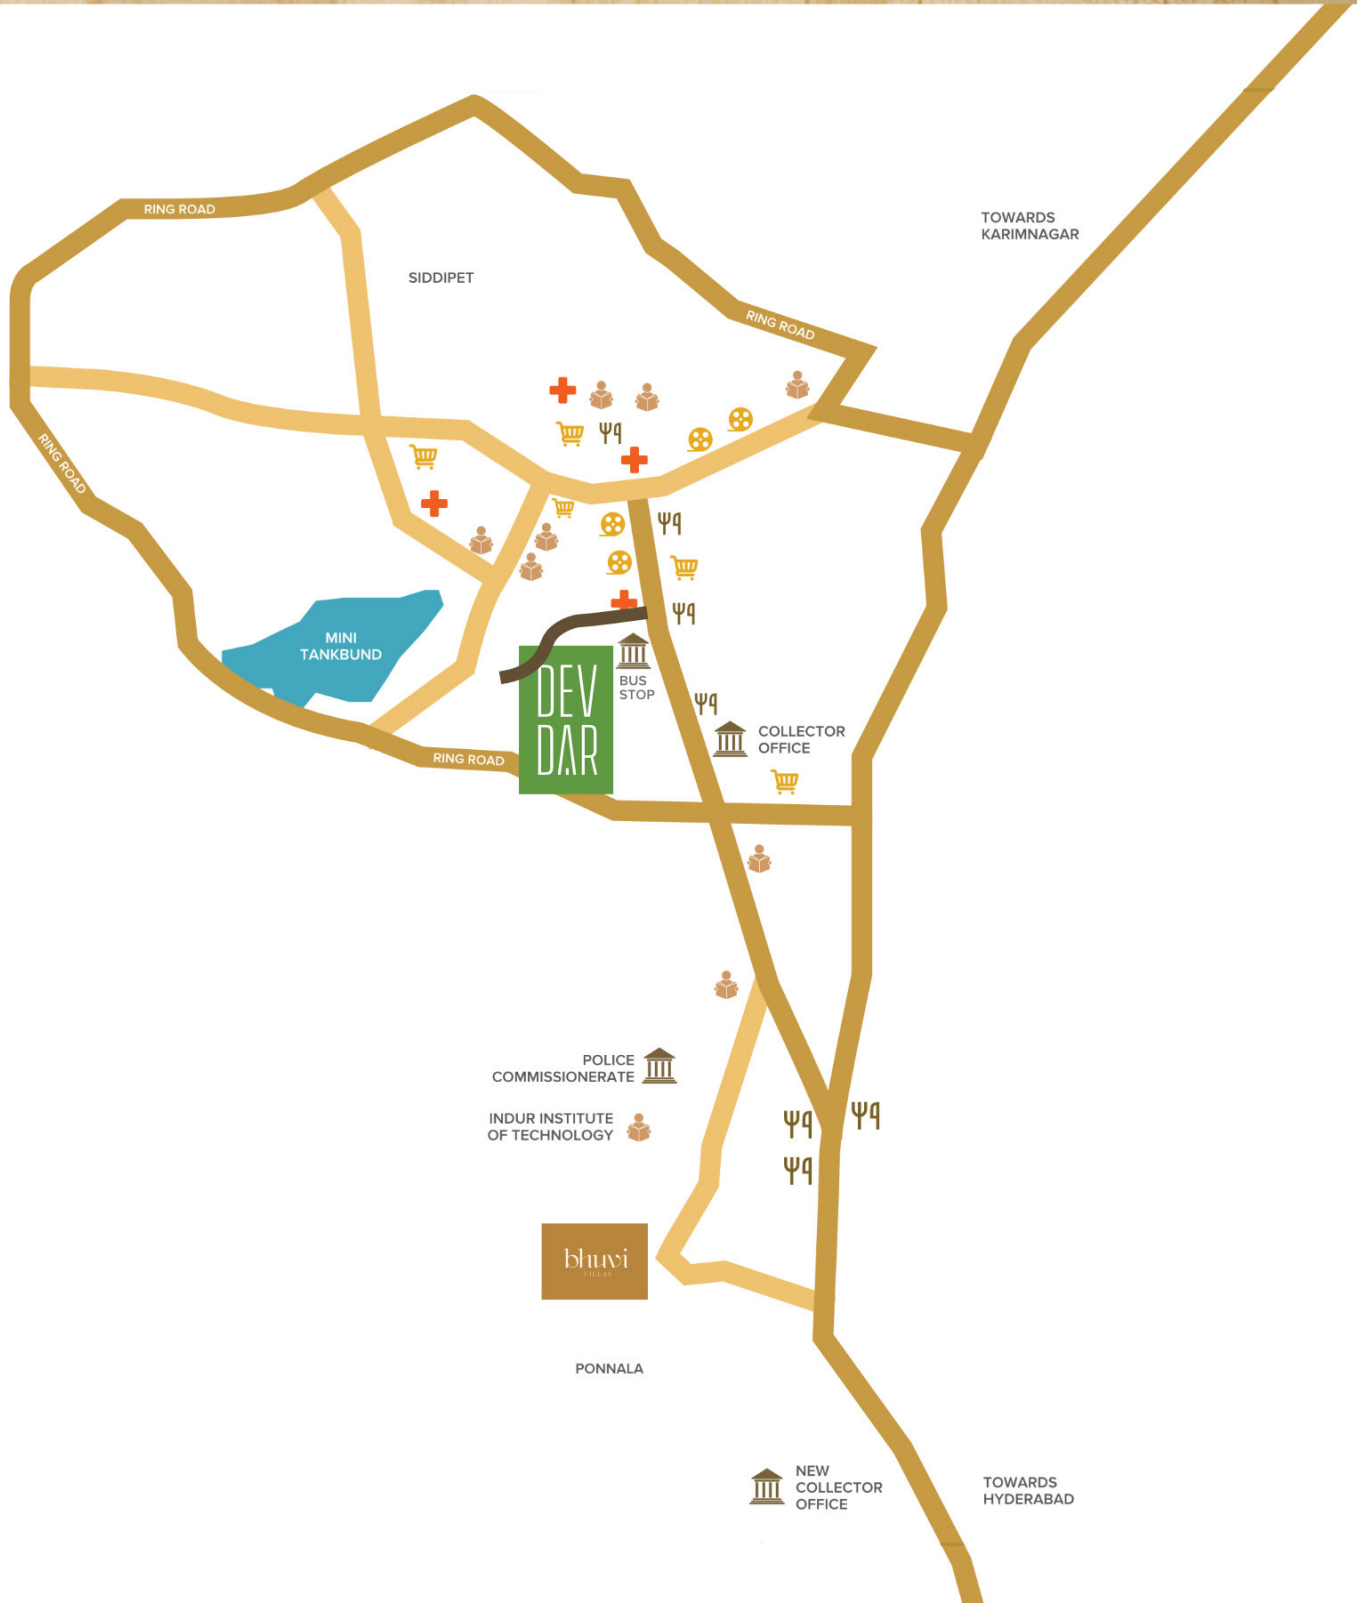 RING ROAD
TOWARDS
KARIMNAGAR
SIDDIPET
RING ROAD
RING ROAD
MINI
TANKBUND
DEV
DAR
BUS
STOP
COLLECTOR
OFFICE
RING ROAD
POLICE
COMMISSIONERATE
INDUR INSTITUTE
OF TECHNOLOGY
bhuvi
VILLAS
PONNALA
NEW
COLLECTOR
OFFICE
TOWARDS
HYDERABAD